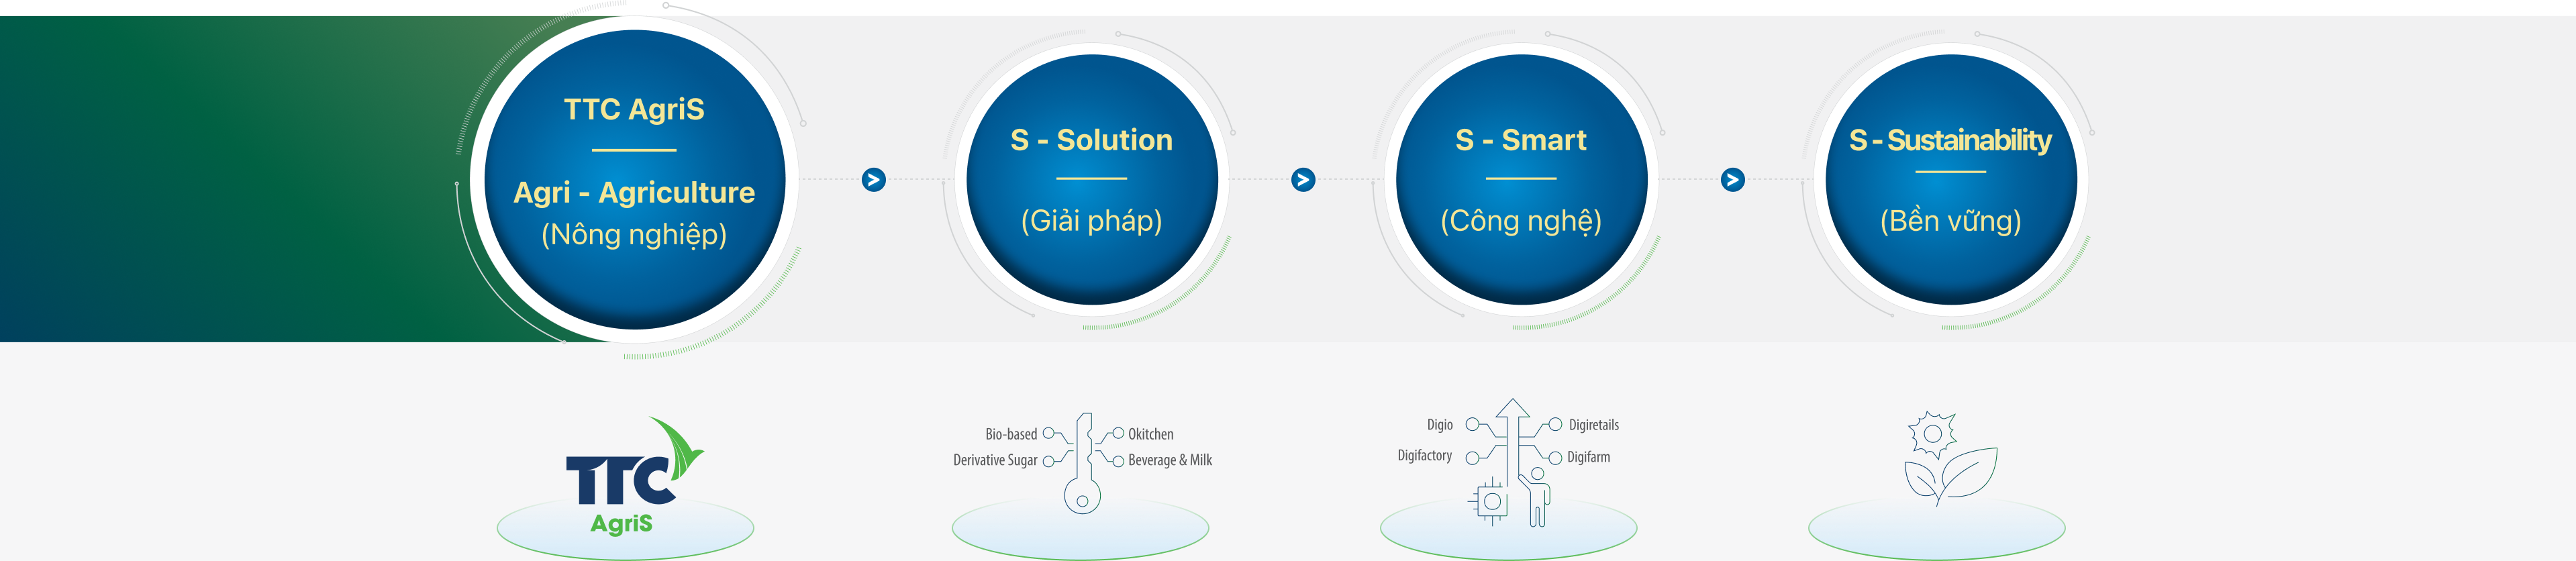 TTC AgriS
Agri - Agriculture
(Nông nghiệp)
S - Solution
(Giải pháp)
S - Smart
(Công nghệ)
S - Sustainability
(Bền vững)
TTC
AgriS
Bio-based
Okitchen
Derivative Sugar
Beverage & Milk
Digio
Digiretails
Digifactory
Digifarm